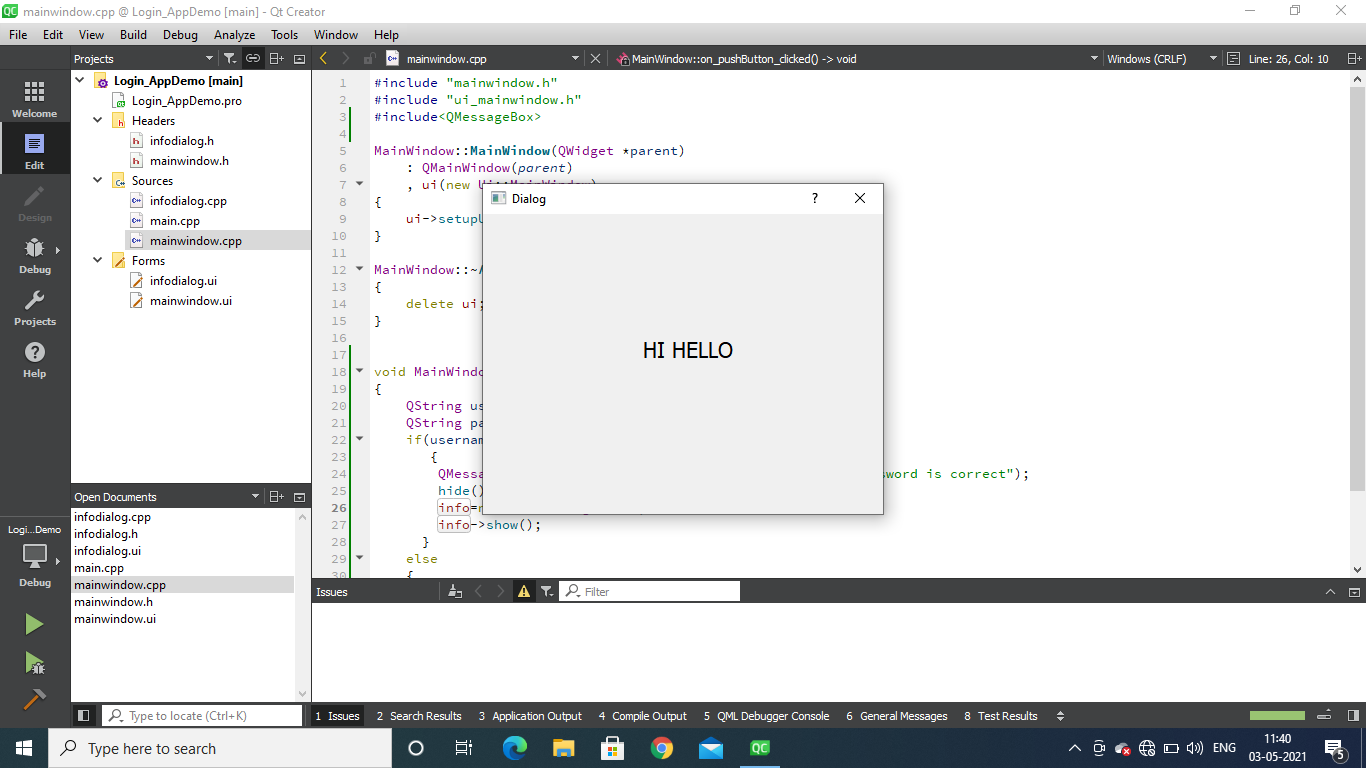 mainwindow.cpp @ Login_AppDemo [main] - Qt Creator
File Edit View Build Debug Analyze Tools Window Help
Projects
mainwindow.cpp
MainWindow::on_pushButton_clicked() -> void
Windows (CRLF)
Line: 26, Col: 10
Welcome
Edit
Design
Debug
Projects
Help
Logi...Demo
Debug
Login_AppDemo [main]
Login_AppDemo.pro
Headers
infodialog.h
mainwindow.h
Sources
infodialog.cpp
main.cpp
mainwindow.cpp
Forms
infodialog.ui
mainwindow.ui
Open Documents
infodialog.cpp
infodialog.h
infodialog.ui
main.cpp
mainwindow.cpp
mainwindow.h
mainwindow.ui
Type to locate (Ctrl+K)
1 #include "mainwindow.h"
2 #include "ui_mainwindow.h"
3 #include<QMessageBox>
4
5 MainWindow::MainWindow(QWidget *parent)
6 : QMainWindow(parent)
7 , ui(new
8 {
9 ui->setup
10 }
11
12 MainWindow::~
13 {
14 delete ui;
15 }
16
17
18 void MainWindo
19 {
20 QString us
21 QString pa
22 if(usernam
23 {
24 QMessa word is correct");
25 hide()
26 info=
27 info->show();
28 }
29 else
30 {
Dialog ?
HI HELLO
Issues
Filter
1 Issues 2 Search Results 3 Application Output 4 Compile Output 5 QML Debugger Console 6 General Messages 8 Test Results
Type here to search
QC
ENG
11:40
03-05-2021
5